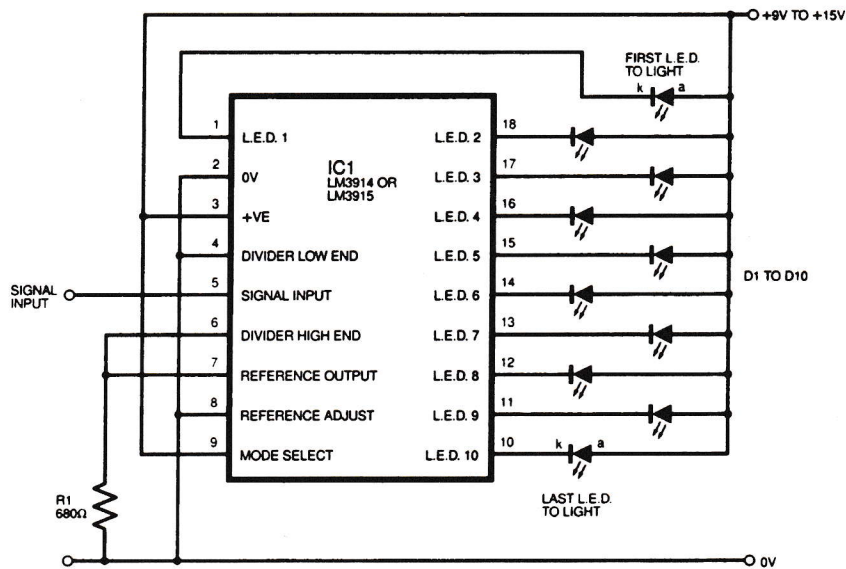 +9V TO +15V
FIRST L.E.D.
TO LIGHT
k a
1 L.E.D. 1 L.E.D. 2 18
2 0V L.E.D. 3 17
IC1
LM3914 OR
LM3915
3 +VE L.E.D. 4 16
4 DIVIDER LOW END L.E.D. 5 15
D1 TO D10
SIGNAL
INPUT
5 SIGNAL INPUT L.E.D. 6 14
6 DIVIDER HIGH END L.E.D. 7 13
7 REFERENCE OUTPUT L.E.D. 8 12
8 REFERENCE ADJUST L.E.D. 9 11
9 MODE SELECT L.E.D. 10 10
k a
LAST L.E.D.
TO LIGHT
R1
680Ω
0V